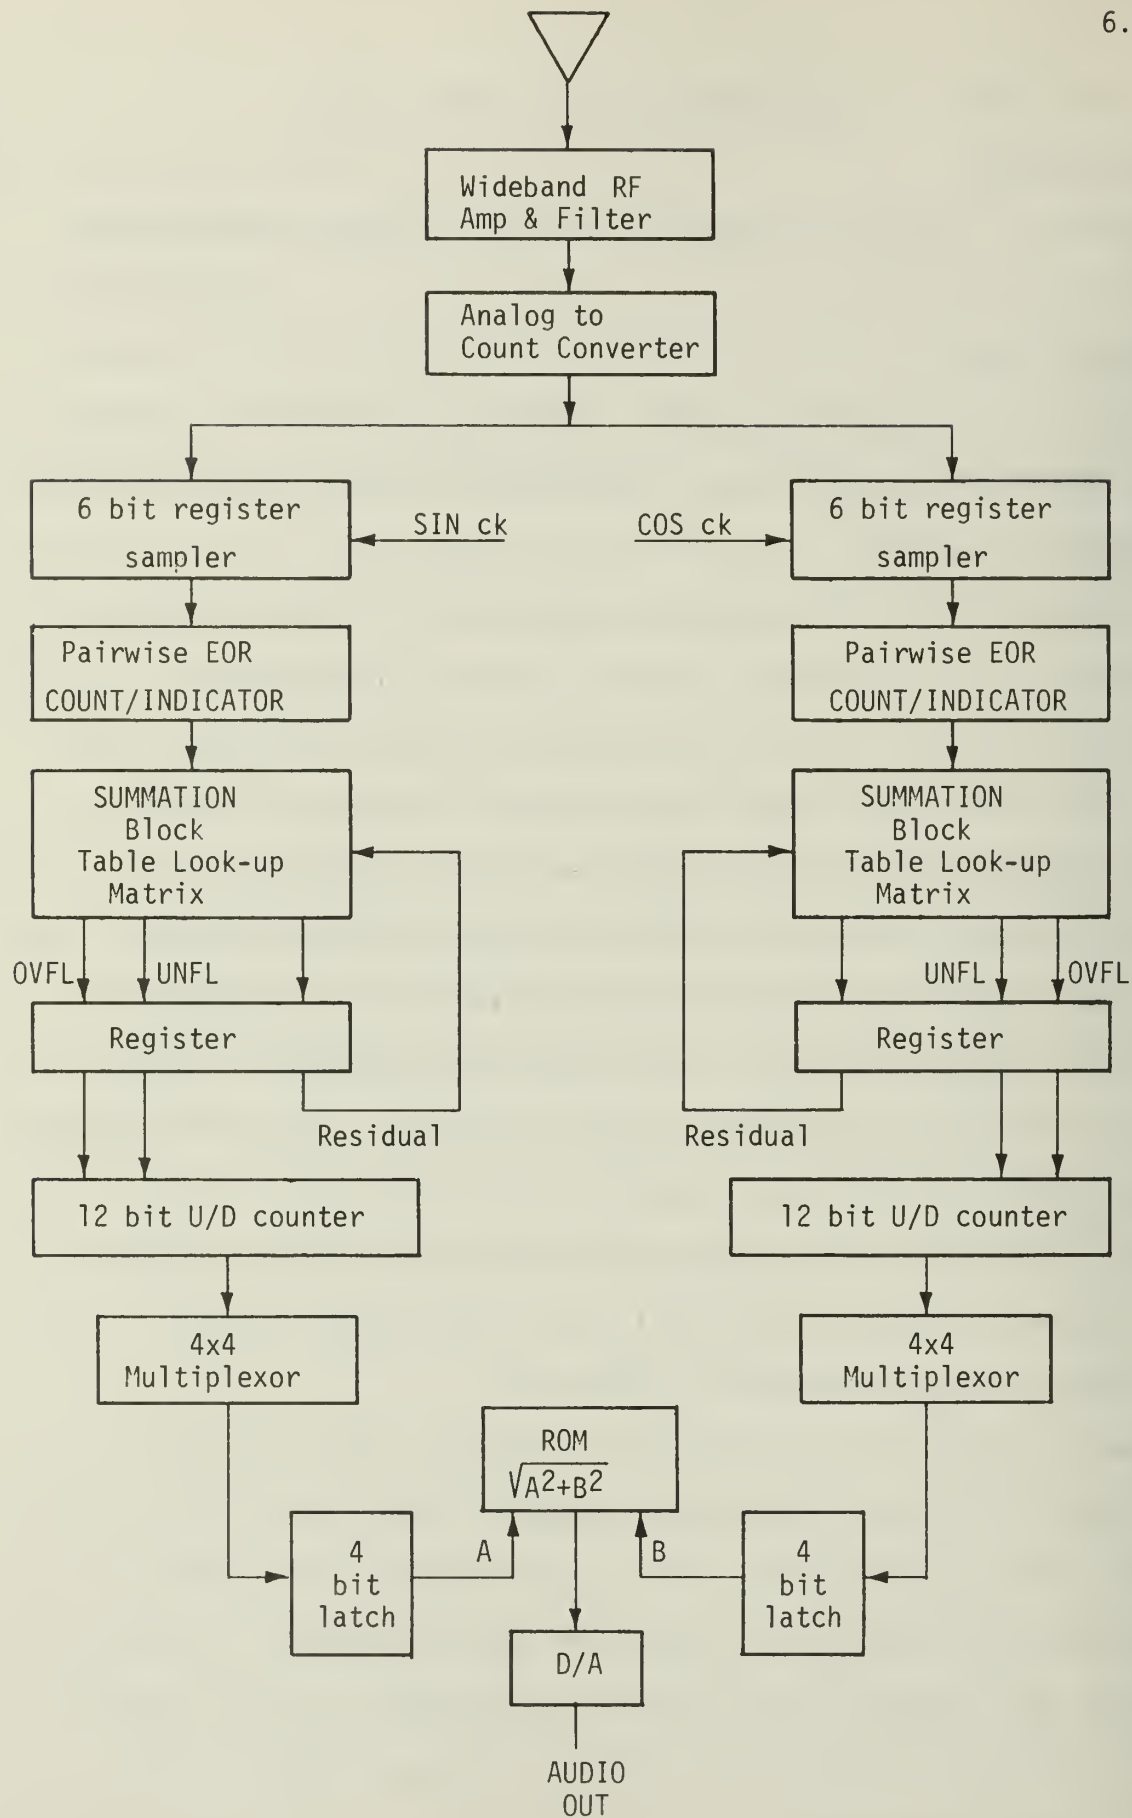 6.
Wideband RF
Amp & Filter
Analog to
Count Converter
6 bit register
sampler
SIN ck
COS ck
6 bit register
sampler
Pairwise EOR
COUNT/INDICATOR
Pairwise EOR
COUNT/INDICATOR
SUMMATION
Block
Table Look-up
Matrix
SUMMATION
Block
Table Look-up
Matrix
OVFL
UNFL
UNFL
OVFL
Register
Register
Residual
Residual
12 bit U/D counter
12 bit U/D counter
4x4
Multiplexor
4x4
Multiplexor
ROM
√A²+B²
4
bit
latch
A
B
4
bit
latch
D/A
AUDIO
OUT